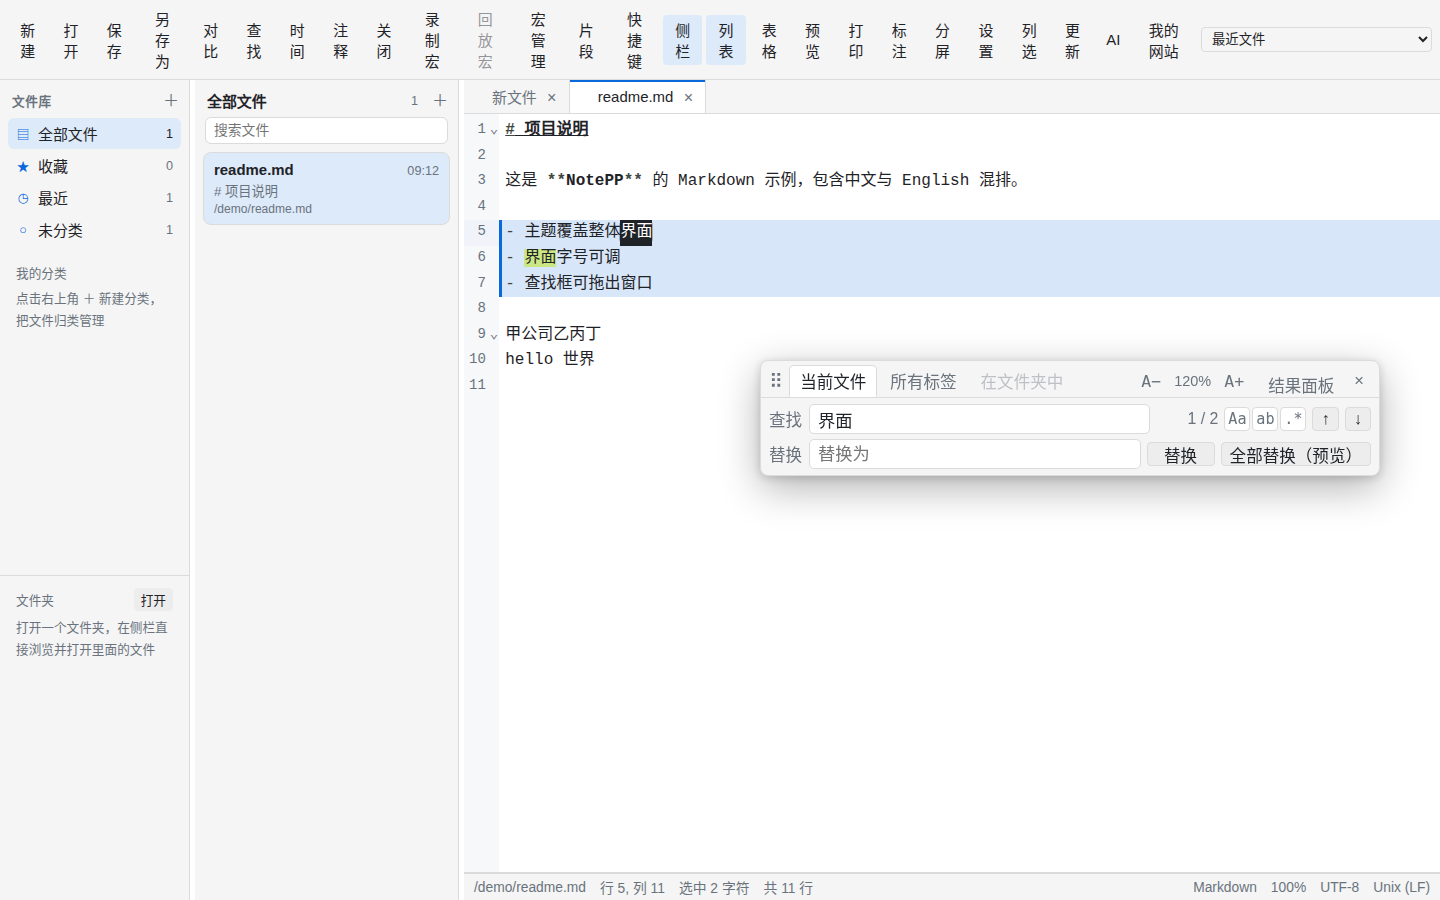 新建 打开 保存 另存为 对比 查找 时间 注释 关闭 录制宏 回放宏 宏管理 片段 快捷键 侧栏 列表 表格 预览 打印 标注 分屏 设置 列选 更新 AI 我的网站 最近文件
文件库 ＋
全部文件 1
收藏 0
最近 1
未分类 1
我的分类
点击右上角 ＋ 新建分类，
把文件归类管理
文件夹 打开
打开一个文件夹，在侧栏直
接浏览并打开里面的文件
全部文件 1 ＋
搜索文件
readme.md 09:12
# 项目说明
/demo/readme.md
新文件 × readme.md ×
1 # 项目说明
2
3 这是 **NotePP** 的 Markdown 示例，包含中文与 English 混排。
4
5 - 主题覆盖整体界面
6 - 界面字号可调
7 - 查找框可拖出窗口
8
9 甲公司乙丙丁
10 hello 世界
11
当前文件 所有标签 在文件夹中 A− 120% A+ 结果面板 ×
查找 界面 1 / 2 Aa ab .* ↑ ↓
替换 替换为 替换 全部替换（预览）
/demo/readme.md 行 5, 列 11 选中 2 字符 共 11 行 Markdown 100% UTF-8 Unix (LF)